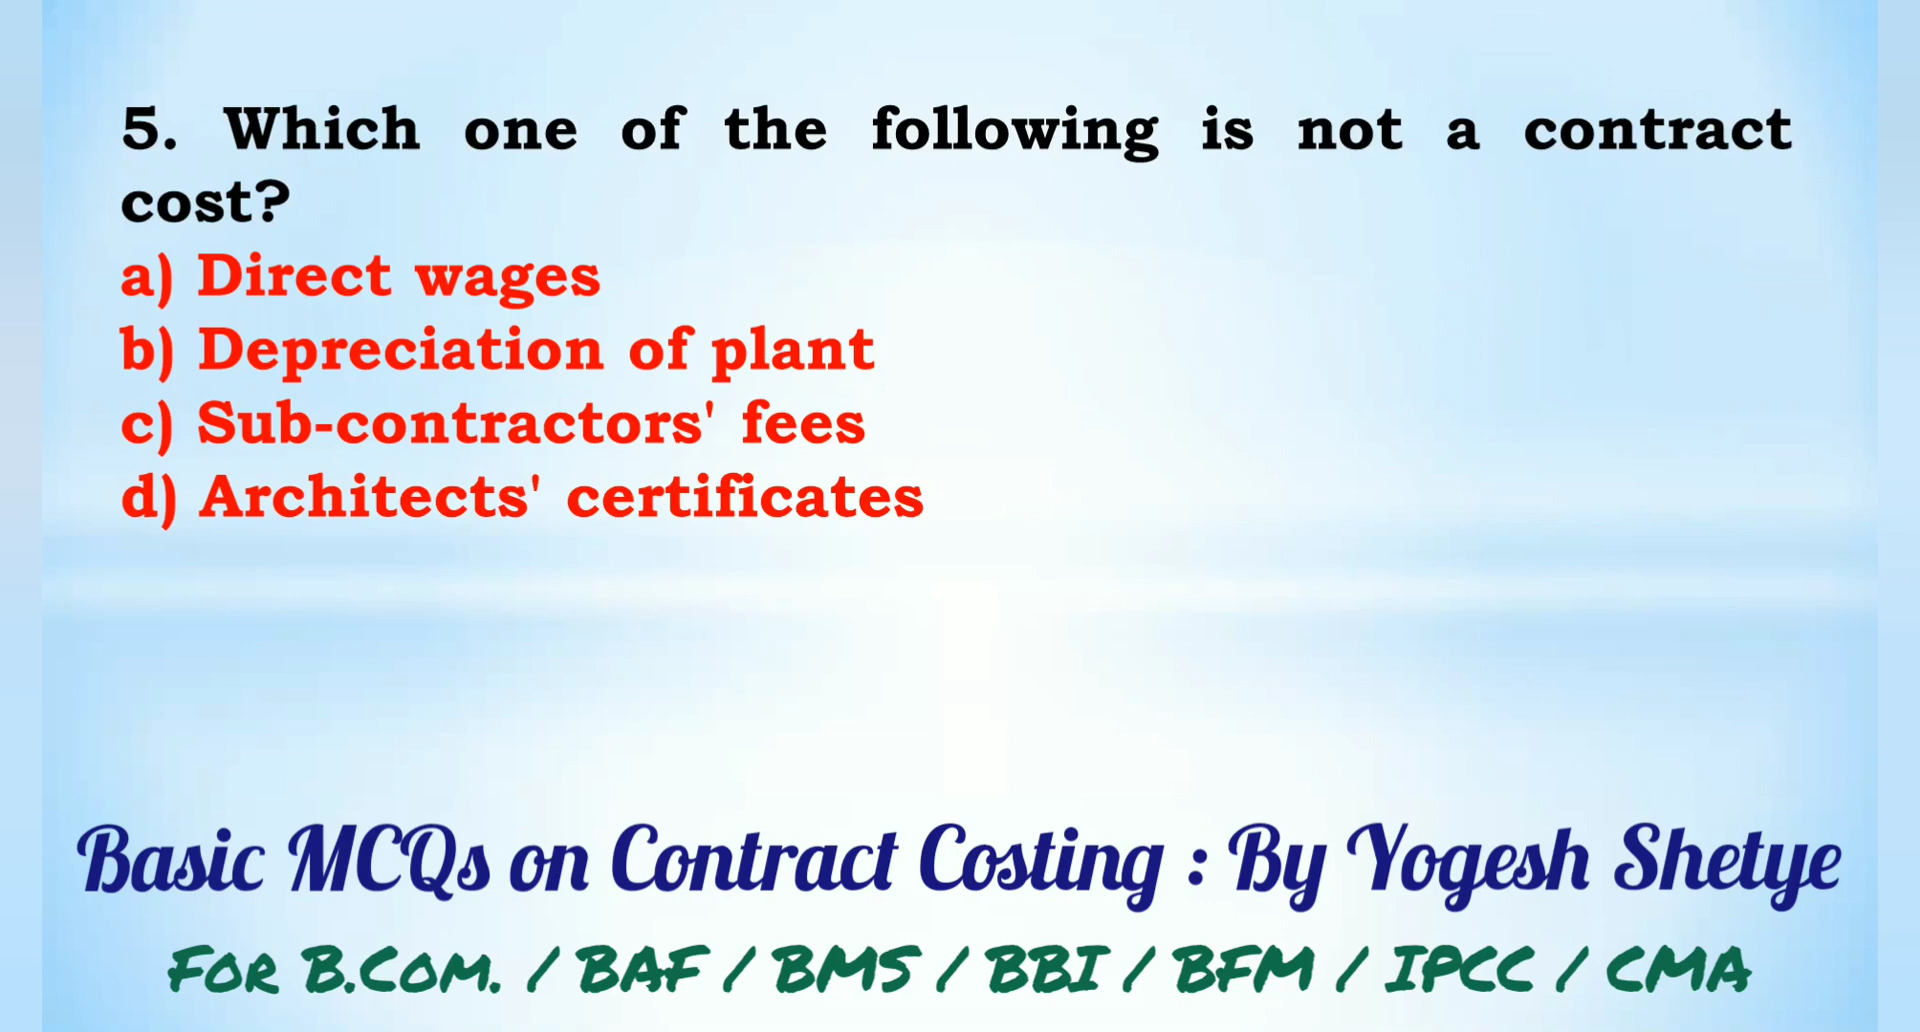 5. Which one of the following is not a contract
cost?
a) Direct wages
b) Depreciation of plant
c) Sub-contractors' fees
d) Architects' certificates
Basic MCQs on Contract Costing : By Yogesh Shetye
For B.Com. / BAF / BMS / BBI / BFM / IPCC / CMA